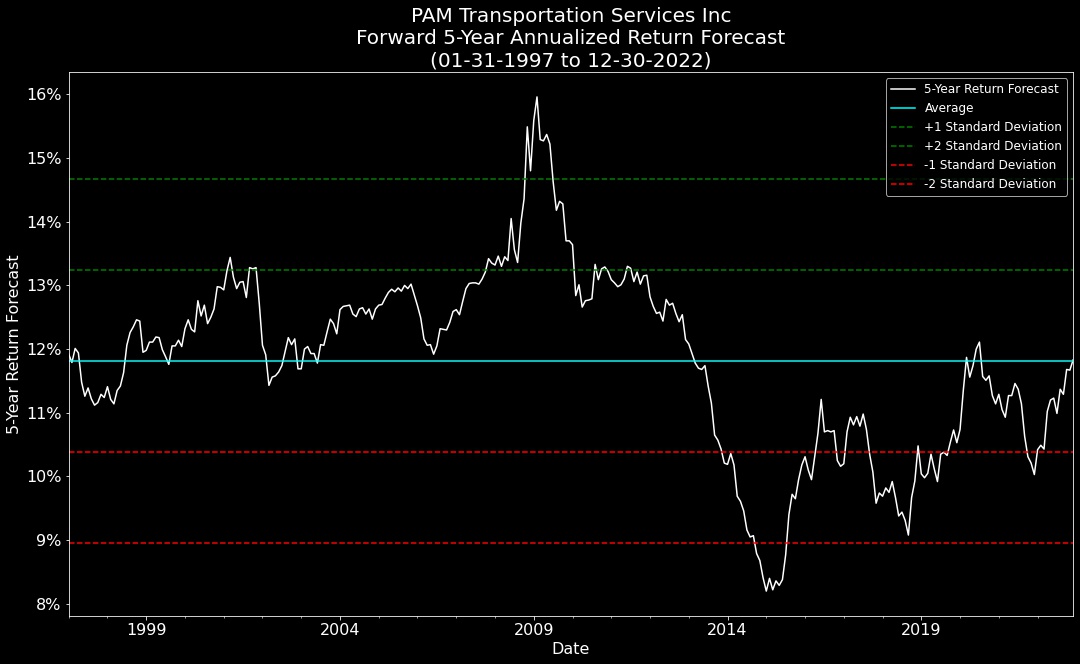 PAM Transportation Services Inc
Forward 5-Year Annualized Return Forecast
(01-31-1997 to 12-30-2022)
5-Year Return Forecast
Average
+1 Standard Deviation
+2 Standard Deviation
-1 Standard Deviation
-2 Standard Deviation
16%
15%
14%
13%
12%
11%
10%
9%
8%
5-Year Return Forecast
1999
2004
2009
2014
2019
Date